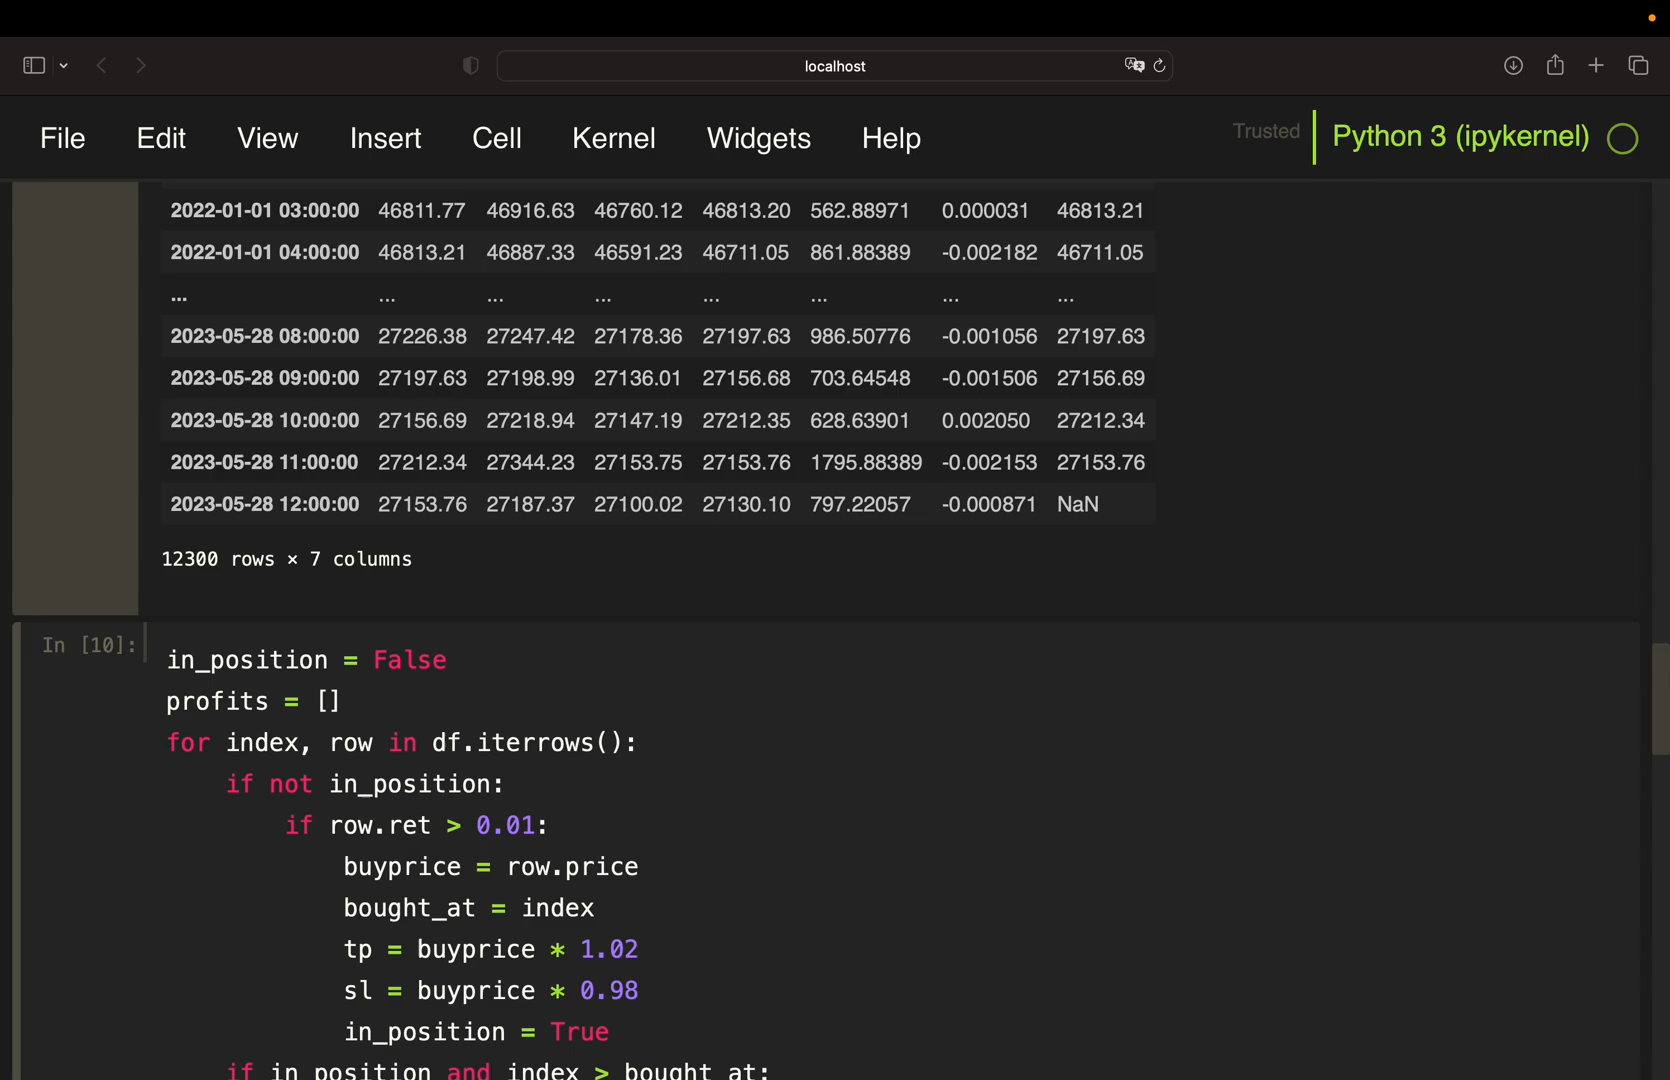 localhost
File Edit View Insert Cell Kernel Widgets Help Trusted Python 3 (ipykernel)
2022-01-01 03:00:00 46811.77 46916.63 46760.12 46813.20 562.88971 0.000031 46813.21
2022-01-01 04:00:00 46813.21 46887.33 46591.23 46711.05 861.88389 -0.002182 46711.05
... ... ... ... ... ... ... ...
2023-05-28 08:00:00 27226.38 27247.42 27178.36 27197.63 986.50776 -0.001056 27197.63
2023-05-28 09:00:00 27197.63 27198.99 27136.01 27156.68 703.64548 -0.001506 27156.69
2023-05-28 10:00:00 27156.69 27218.94 27147.19 27212.35 628.63901 0.002050 27212.34
2023-05-28 11:00:00 27212.34 27344.23 27153.75 27153.76 1795.88389 -0.002153 27153.76
2023-05-28 12:00:00 27153.76 27187.37 27100.02 27130.10 797.22057 -0.000871 NaN
12300 rows × 7 columns
In [10]:
in_position = False
profits = []
for index, row in df.iterrows():
    if not in_position:
        if row.ret > 0.01:
            buyprice = row.price
            bought_at = index
            tp = buyprice * 1.02
            sl = buyprice * 0.98
            in_position = True
    if in position and index > bought at: